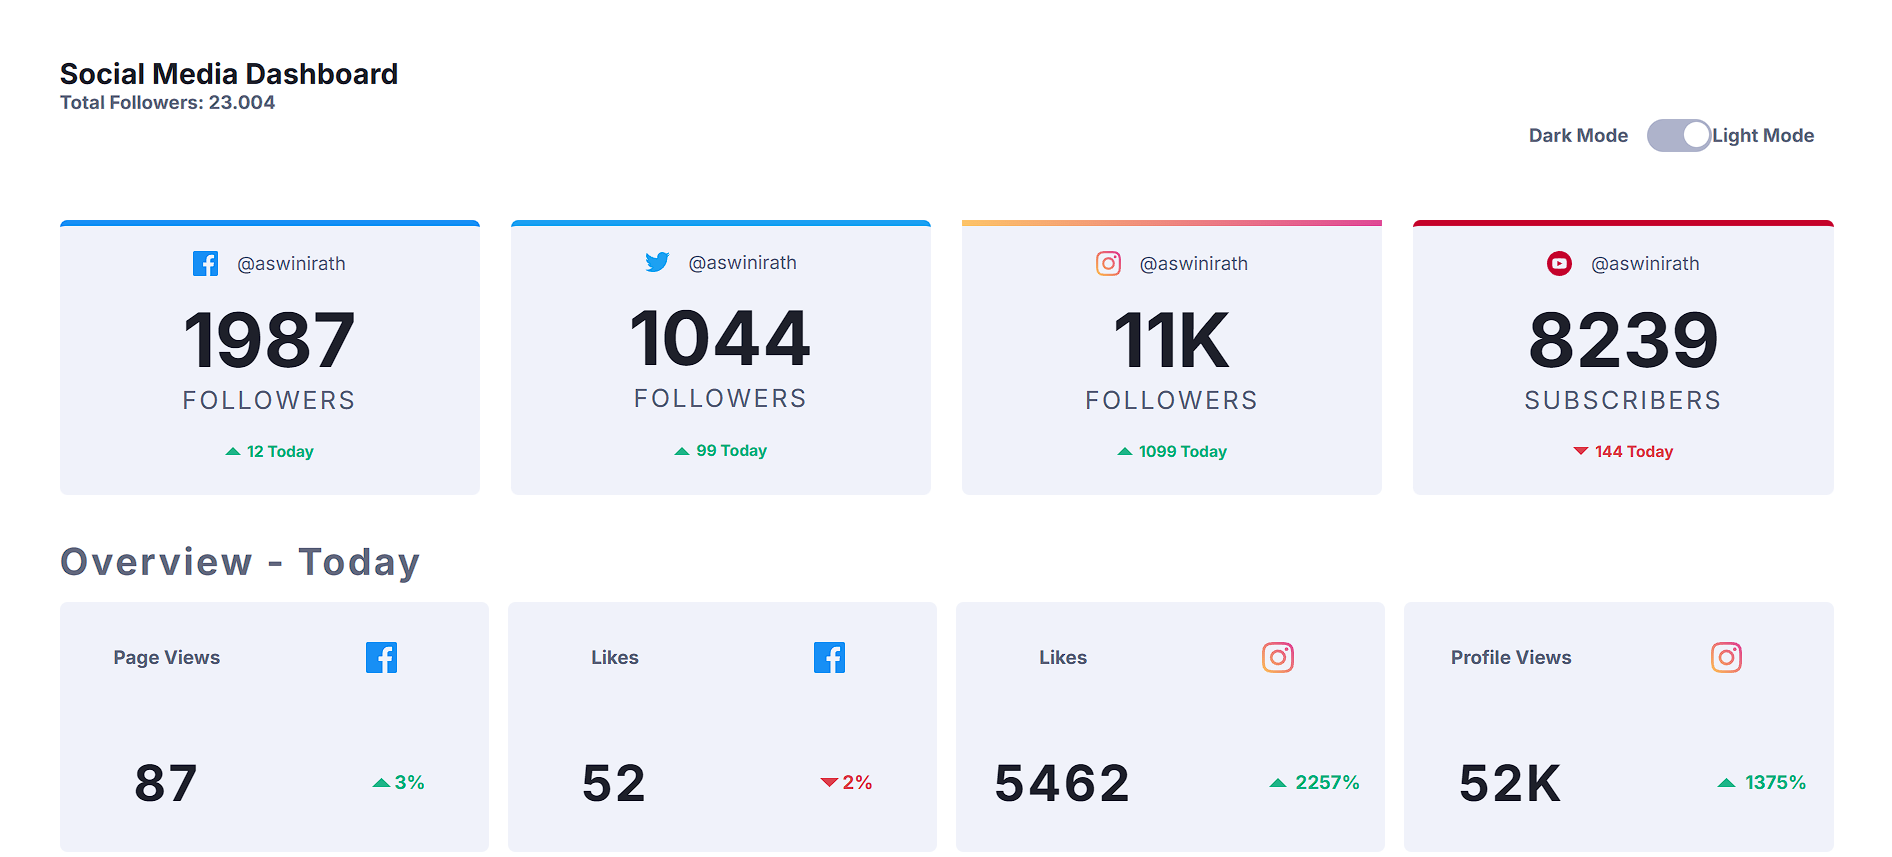 Social Media Dashboard
Total Followers: 23.004
Dark Mode Light Mode
@aswinirath
1987
FOLLOWERS
12 Today
@aswinirath
1044
FOLLOWERS
99 Today
@aswinirath
11K
FOLLOWERS
1099 Today
@aswinirath
8239
SUBSCRIBERS
144 Today
Overview - Today
Page Views
87
3%
Likes
52
2%
Likes
5462
2257%
Profile Views
52K
1375%